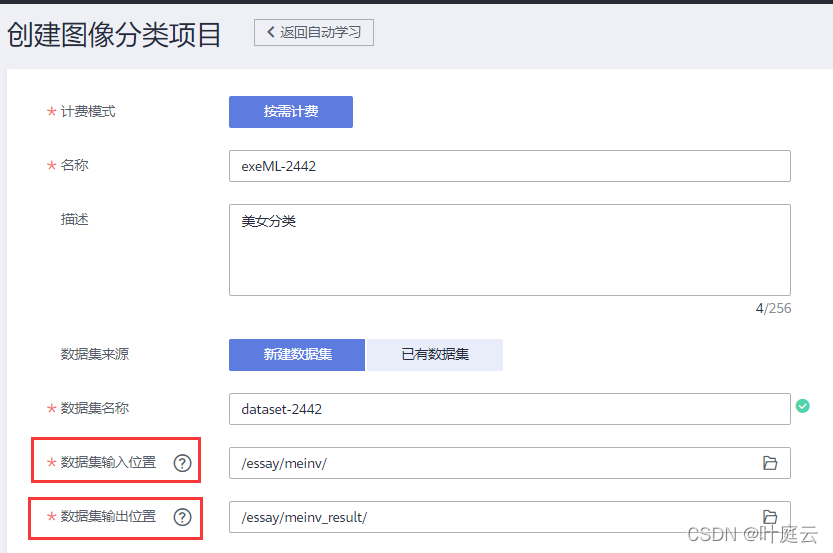 创建图像分类项目 < 返回自动学习
* 计费模式 按需计费
* 名称 exeML-2442
描述 美女分类
4/256
数据集来源 新建数据集 已有数据集
* 数据集名称 dataset-2442
* 数据集输入位置 ? /essay/meinv/
* 数据集输出位置 ? /essay/meinv_result/
CSDN @叶庭云